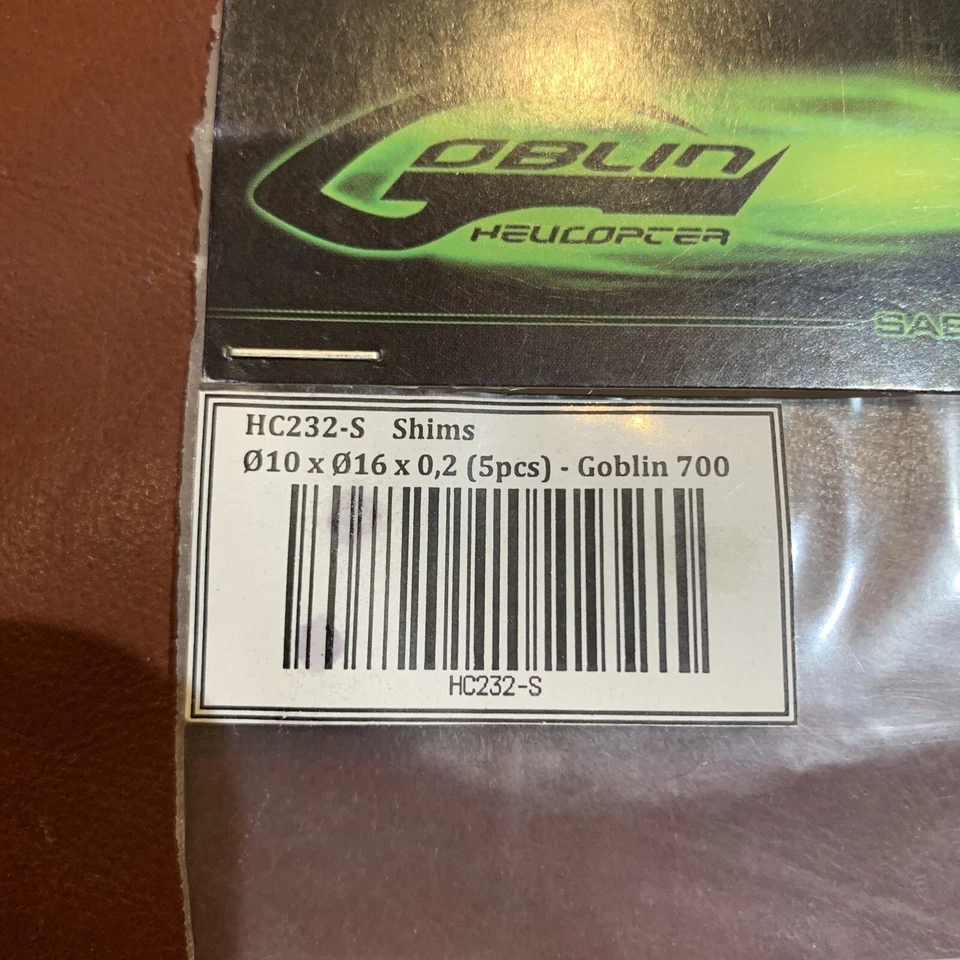 GOBLIN
HELICOPTER
HC232-S Shims
Ø10 x Ø16 x 0,2 (5pcs) - Goblin 700
HC232-S